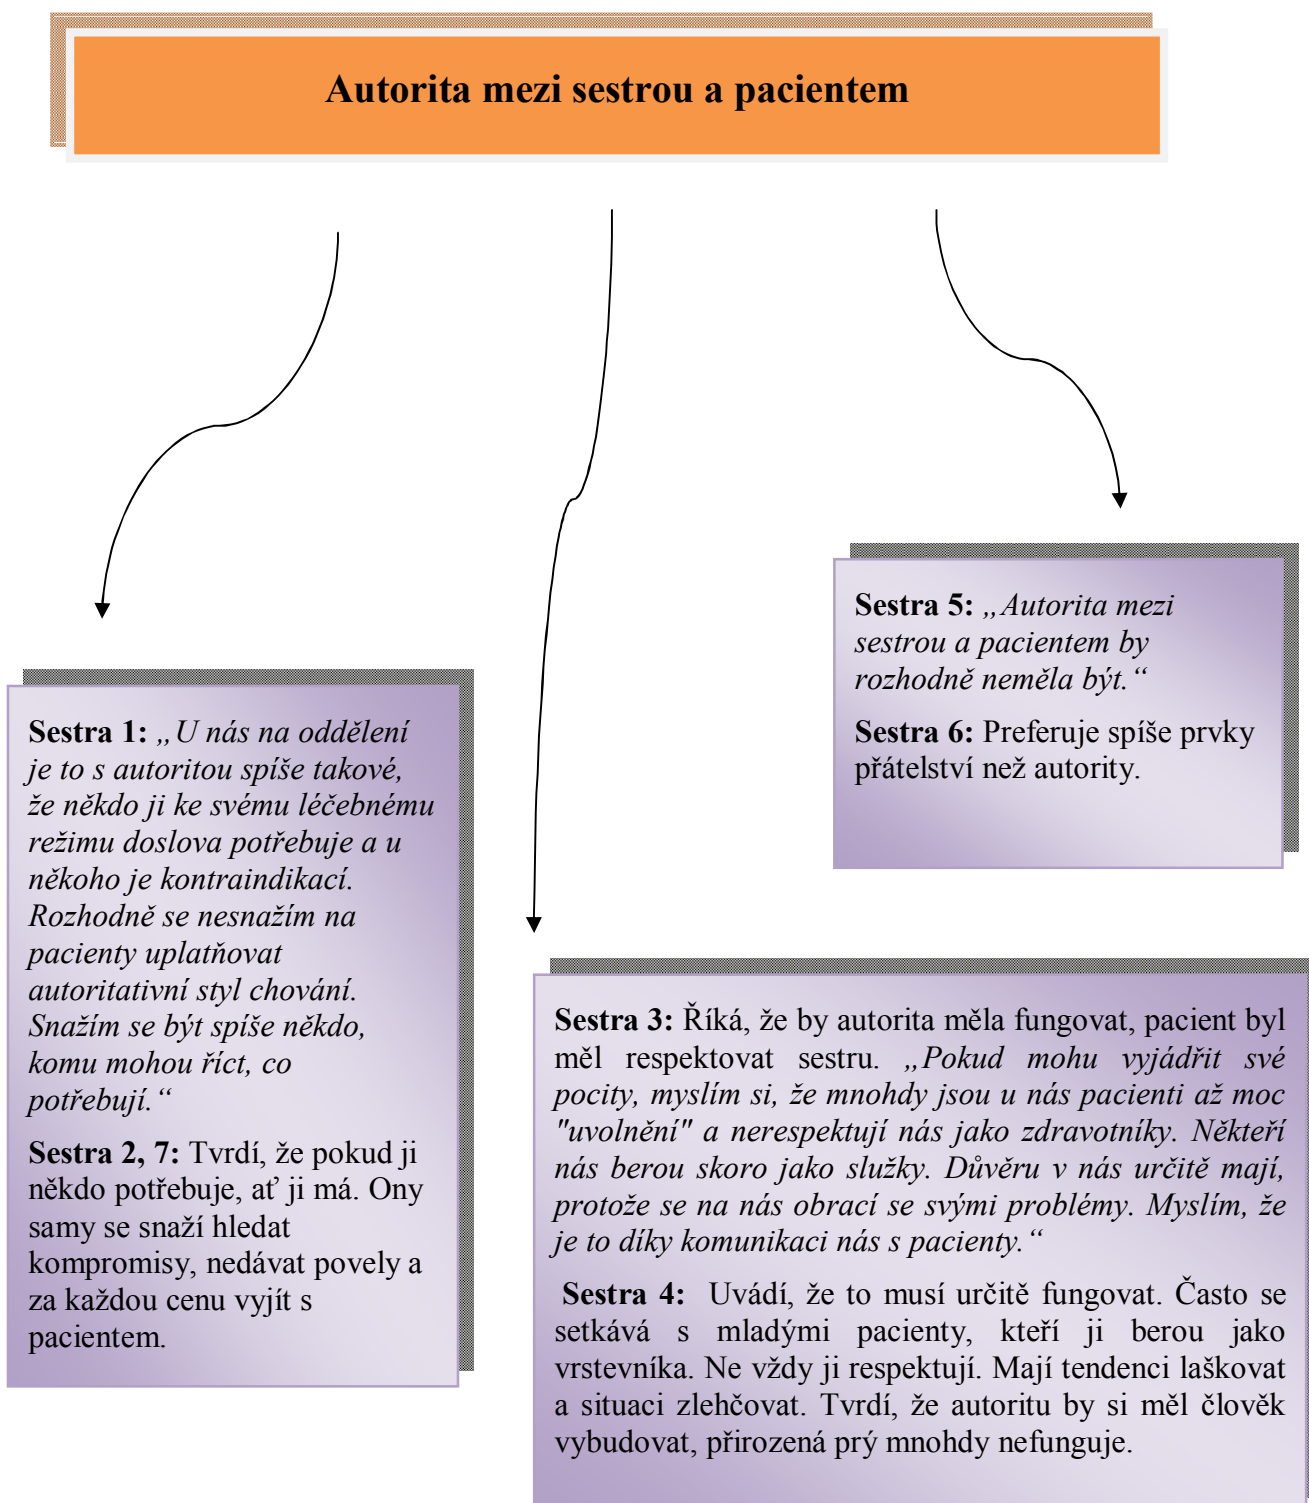 Autorita mezi sestrou a pacientem
Sestra 1: „U nás na oddělení
je to s autoritou spíše takové,
že někdo ji ke svému léčebnému
režimu doslova potřebuje a u
někoho je kontraindikací.
Rozhodně se nesnažím na
pacienty uplatňovat
autoritativní styl chování.
Snažím se být spíše někdo,
komu mohou říct, co
potřebují.“
Sestra 2, 7: Tvrdí, že pokud ji
někdo potřebuje, ať ji má. Ony
samy se snaží hledat
kompromisy, nedávat povely a
za každou cenu vyjít s
pacientem.
Sestra 3: Říká, že by autorita měla fungovat, pacient byl
měl respektovat sestru. „Pokud mohu vyjádřit své
pocity, myslím si, že mnohdy jsou u nás pacienti až moc
"uvolnění" a nerespektují nás jako zdravotníky. Někteří
nás berou skoro jako služky. Důvěru v nás určitě mají,
protože se na nás obrací se svými problémy. Myslím, že
je to díky komunikaci nás s pacienty.“
Sestra 4: Uvádí, že to musí určitě fungovat. Často se
setkává s mladými pacienty, kteří ji berou jako
vrstevníka. Ne vždy ji respektují. Mají tendenci laškovat
a situaci zlehčovat. Tvrdí, že autoritu by si měl člověk
vybudovat, přirozená prý mnohdy nefunguje.
Sestra 5: „Autorita mezi
sestrou a pacientem by
rozhodně neměla být.“
Sestra 6: Preferuje spíše prvky
přátelství než autority.